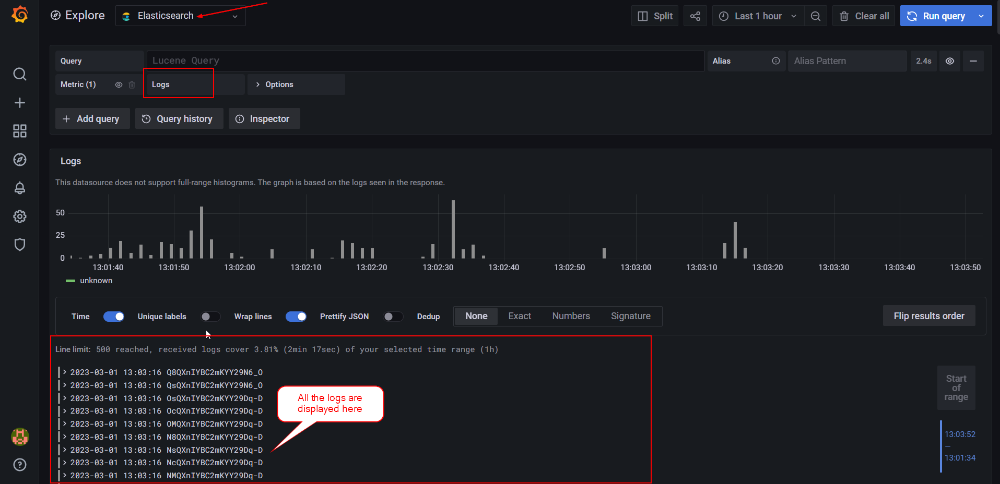 Explore
Elasticsearch
Split
Last 1 hour
Clear all
Run query
Query
Lucene Query
Alias
Alias Pattern
2.4s
Metric (1)
Logs
Options
Add query
Query history
Inspector
Logs
This datasource does not support full-range histograms. The graph is based on the logs seen in the response.
50
25
0
13:01:40 13:01:50 13:02:00 13:02:10 13:02:20 13:02:30 13:02:40 13:02:50 13:03:00 13:03:10 13:03:20 13:03:30 13:03:40 13:03:50
unknown
Time
Unique labels
Wrap lines
Prettify JSON
Dedup
None
Exact
Numbers
Signature
Flip results order
Line limit: 500 reached, received logs cover 3.81% (2min 17sec) of your selected time range (1h)
2023-03-01 13:03:16 Q8QXnIYBC2mKYY29N6_O
2023-03-01 13:03:16 QsQXnIYBC2mKYY29N6_O
2023-03-01 13:03:16 OsQXnIYBC2mKYY29Dq-D
2023-03-01 13:03:16 OcQXnIYBC2mKYY29Dq-D
2023-03-01 13:03:16 OMQXnIYBC2mKYY29Dq-D
2023-03-01 13:03:16 N8QXnIYBC2mKYY29Dq-D
2023-03-01 13:03:16 NsQXnIYBC2mKYY29Dq-D
2023-03-01 13:03:16 NcQXnIYBC2mKYY29Dq-D
2023-03-01 13:03:16 NMQXnIYBC2mKYY29Dq-D
All the logs are
displayed here
Start
of
range
13:03:52
—
13:01:34